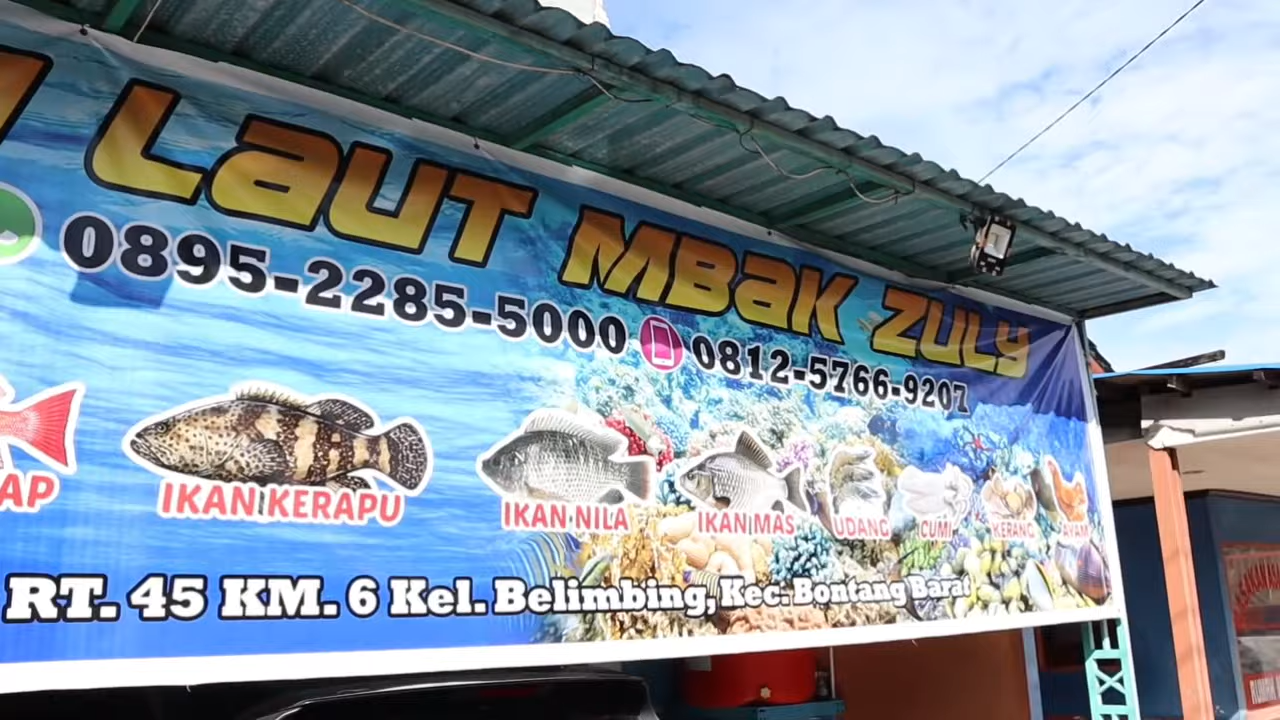 LAUT MBAK ZULY
0895-2285-5000 0812-5766-9207
AP IKAN KERAPU IKAN NILA IKAN MAS UDANG CUMI KERANG AYAM
RT. 45 KM. 6 Kel. Belimbing, Kec. Bontang Barat